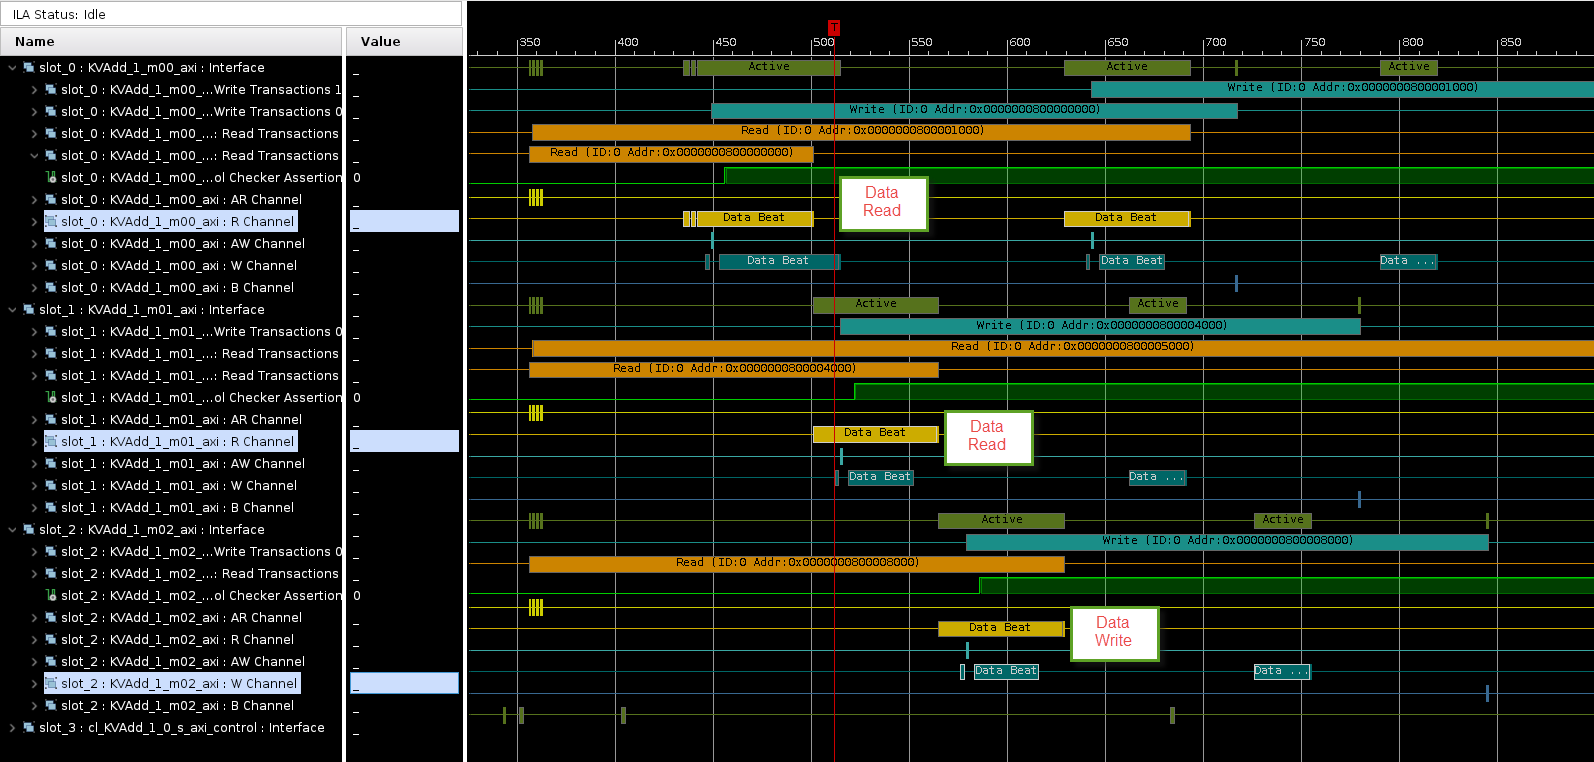 ILA Status: Idle
Name Value
350 400 450 500 550 600 650 700 750 800 850
T
slot_0 : KVAdd_1_m00_axi : Interface _ Active Active Active
slot_0 : KVAdd_1_m00_...Write Transactions 1 _ Write (ID:0 Addr:0x0000000800001000)
slot_0 : KVAdd_1_m00_...Write Transactions 0 _ Write (ID:0 Addr:0x0000000800000000)
slot_0 : KVAdd_1_m00_...: Read Transactions _ Read (ID:0 Addr:0x0000000800001000)
slot_0 : KVAdd_1_m00_...: Read Transactions _ Read (ID:0 Addr:0x0000000800000000)
slot_0 : KVAdd_1_m00_...ol Checker Assertion 0
slot_0 : KVAdd_1_m00_axi : AR Channel _
Data
Read
slot_0 : KVAdd_1_m00_axi : R Channel _ Data Beat Data Beat
slot_0 : KVAdd_1_m00_axi : AW Channel _
slot_0 : KVAdd_1_m00_axi : W Channel _ Data Beat Data Beat Data ...
slot_0 : KVAdd_1_m00_axi : B Channel _
slot_1 : KVAdd_1_m01_axi : Interface _ Active Active
slot_1 : KVAdd_1_m01_...Write Transactions 0 _ Write (ID:0 Addr:0x0000000800004000)
slot_1 : KVAdd_1_m01_...: Read Transactions _ Read (ID:0 Addr:0x0000000800005000)
slot_1 : KVAdd_1_m01_...: Read Transactions _ Read (ID:0 Addr:0x0000000800004000)
slot_1 : KVAdd_1_m01_...ol Checker Assertion 0
slot_1 : KVAdd_1_m01_axi : AR Channel _
Data
Read
slot_1 : KVAdd_1_m01_axi : R Channel _ Data Beat
slot_1 : KVAdd_1_m01_axi : AW Channel _
slot_1 : KVAdd_1_m01_axi : W Channel _ Data Beat Data ...
slot_1 : KVAdd_1_m01_axi : B Channel _
slot_2 : KVAdd_1_m02_axi : Interface _ Active Active
slot_2 : KVAdd_1_m02_...Write Transactions 0 _ Write (ID:0 Addr:0x0000000800008000)
slot_2 : KVAdd_1_m02_...: Read Transactions _ Read (ID:0 Addr:0x0000000800008000)
slot_2 : KVAdd_1_m02_...ol Checker Assertion 0
slot_2 : KVAdd_1_m02_axi : AR Channel _
Data
Write
slot_2 : KVAdd_1_m02_axi : R Channel _ Data Beat
slot_2 : KVAdd_1_m02_axi : AW Channel _
slot_2 : KVAdd_1_m02_axi : W Channel _ Data Beat Data ...
slot_2 : KVAdd_1_m02_axi : B Channel _
slot_3 : cl_KVAdd_1_0_s_axi_control : Interface _